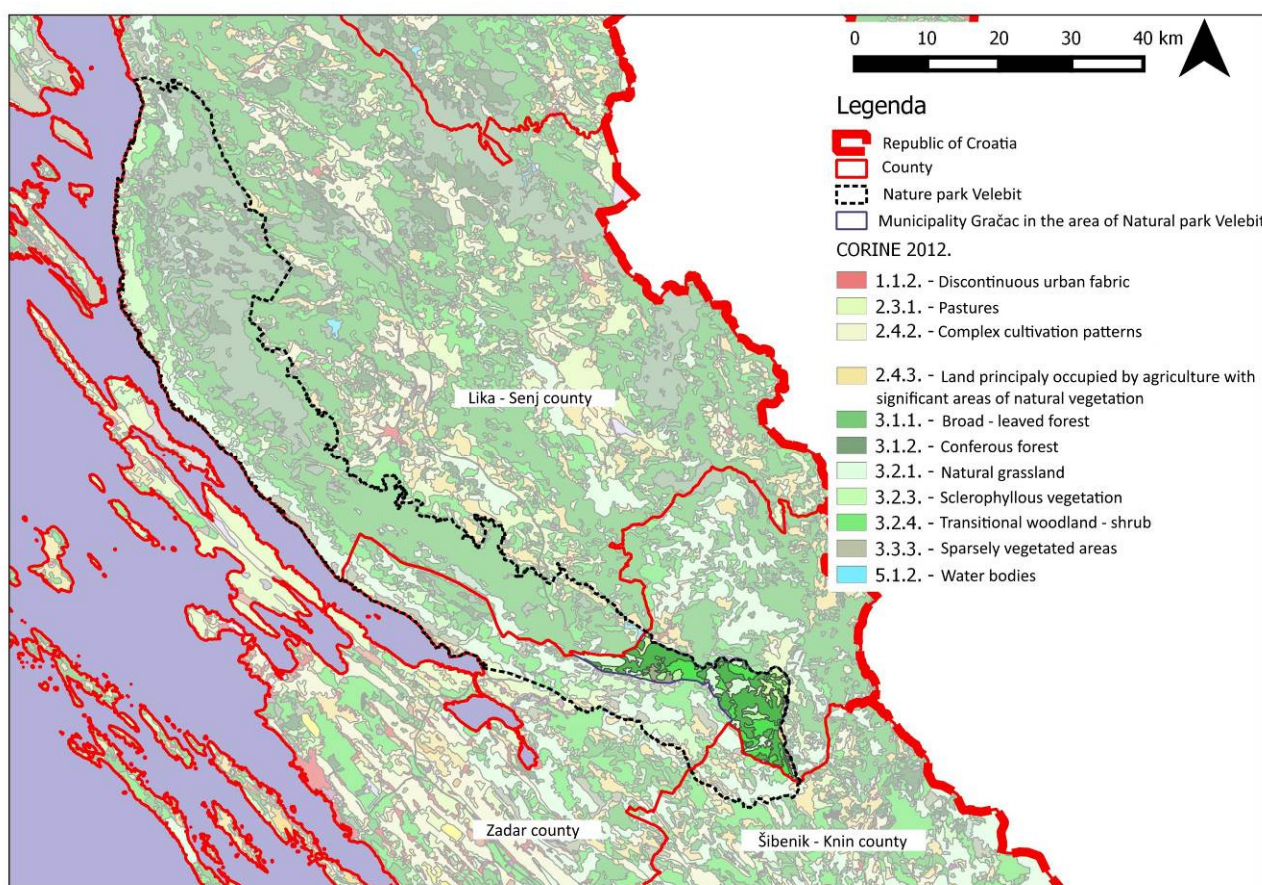 0 10 20 30 40 km
Legenda
Republic of Croatia
County
Nature park Velebit
Municipality Gračac in the area of Natural park Velebit
CORINE 2012.
1.1.2. - Discontinuous urban fabric
2.3.1. - Pastures
2.4.2. - Complex cultivation patterns
2.4.3. - Land principaly occupied by agriculture with
significant areas of natural vegetation
3.1.1. - Broad - leaved forest
3.1.2. - Conferous forest
3.2.1. - Natural grassland
3.2.3. - Sclerophyllous vegetation
3.2.4. - Transitional woodland - shrub
3.3.3. - Sparsely vegetated areas
5.1.2. - Water bodies
Lika - Senj county
Zadar county
Šibenik - Knin county